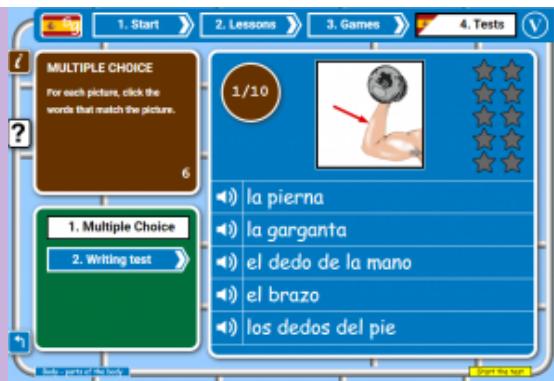 1. Start
2. Lessons
3. Games
4. Tests
V
i
MULTIPLE CHOICE
For each picture, click the
words that match the picture.
6
?
1. Multiple Choice
2. Writing test
1/10
la pierna
la garganta
el dedo de la mano
el brazo
los dedos del pie
Body - parts of the body
Start the test